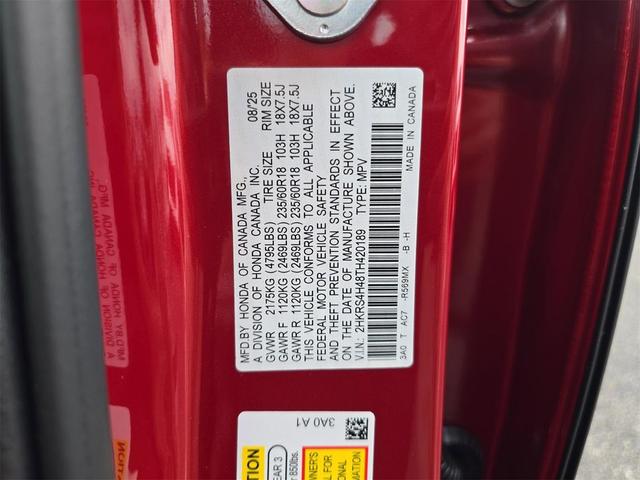 MFD.BY HONDA OF CANADA MFG., 08/25
A DIVISION OF HONDA CANADA INC.
GVWR 2175KG (4795LBS) TIRE SIZE RIM SIZE
GAWR F 1120KG (2469LBS) 235/60R18 103H 18X7.5J
GAWR R 1120KG (2469LBS) 235/60R18 103H 18X7.5J
THIS VEHICLE CONFORMS TO ALL APPLICABLE
FEDERAL MOTOR VEHICLE SAFETY
AND THEFT PREVENTION STANDARDS IN EFFECT
ON THE DATE OF MANUFACTURE SHOWN ABOVE.
V.I.N.: 2HKRS4H48TH420189 TYPE: MPV
3A0 T AC7 -R569MX -B -H MADE IN CANADA
3A0 A1